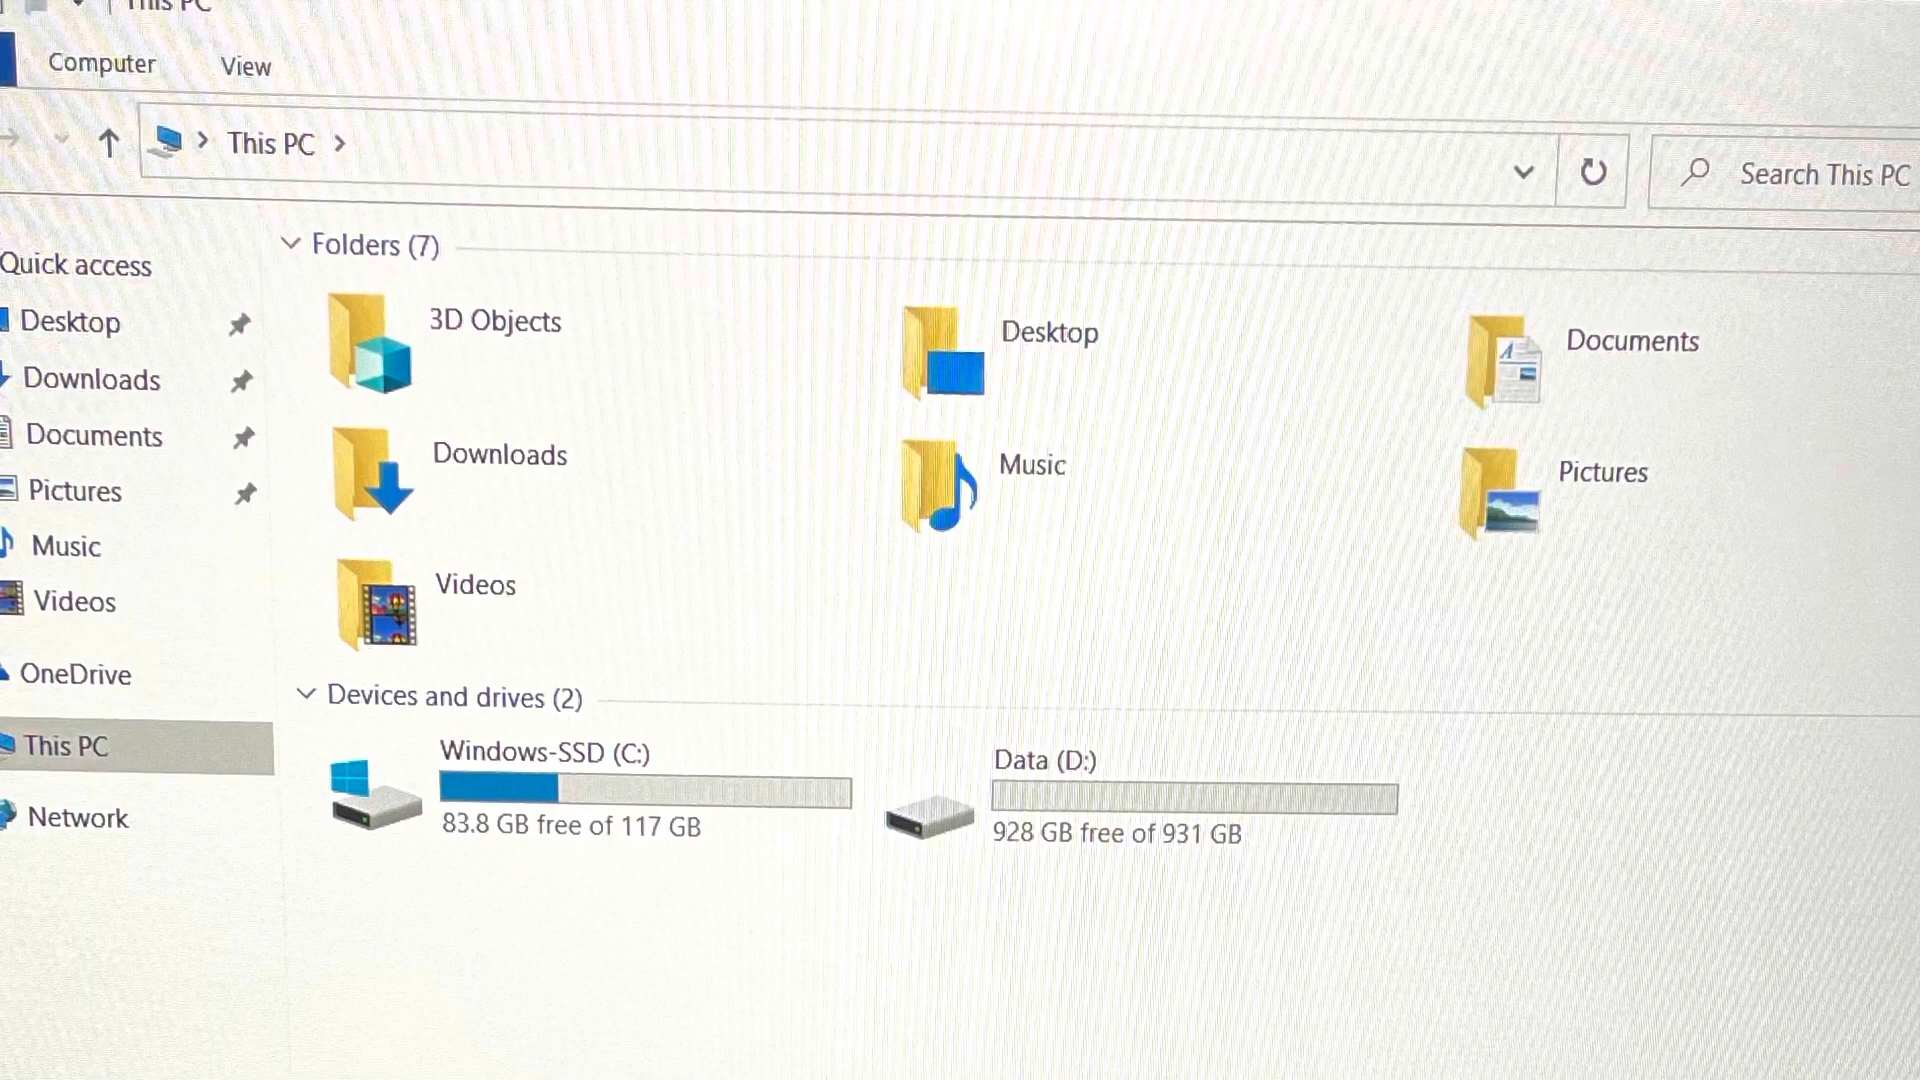 This PC
Computer View
This PC
Search This PC
Quick access
Desktop
Downloads
Documents
Pictures
Music
Videos
OneDrive
This PC
Network
Folders (7)
3D Objects
Desktop
Documents
Downloads
Music
Pictures
Videos
Devices and drives (2)
Windows-SSD (C:)
83.8 GB free of 117 GB
Data (D:)
928 GB free of 931 GB